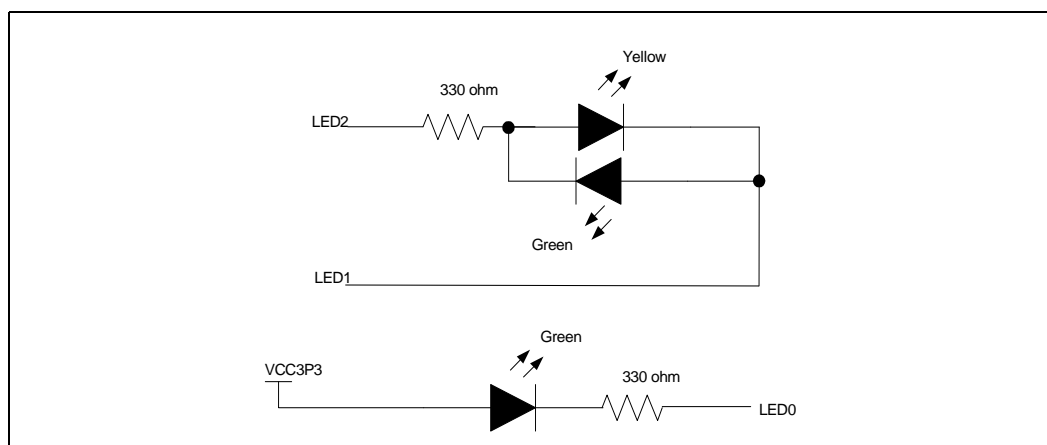 Yellow
330 ohm
LED2
Green
LED1
Green
VCC3P3
330 ohm
LED0